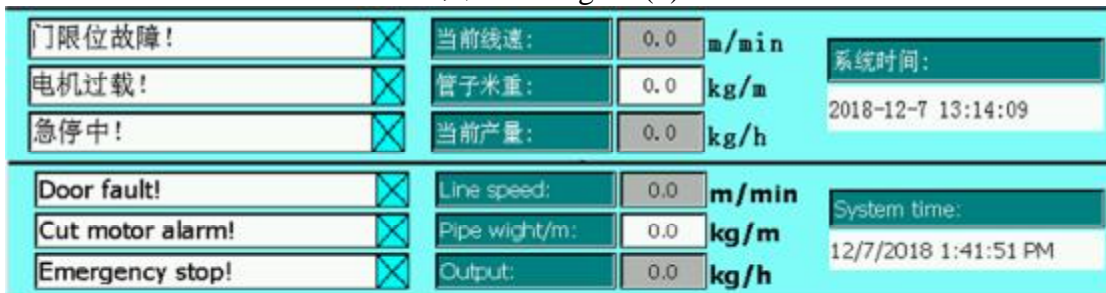 门限位故障! 当前线速: 0.0 m/min 系统时间:
电机过载! 管子米重: 0.0 kg/m 2018-12-7 13:14:09
急停中! 当前产量: 0.0 kg/h
Door fault! Line speed: 0.0 m/min System time:
Cut motor alarm! Pipe wight/m: 0.0 kg/m 12/7/2018 1:41:51 PM
Emergency stop! Output: 0.0 kg/h